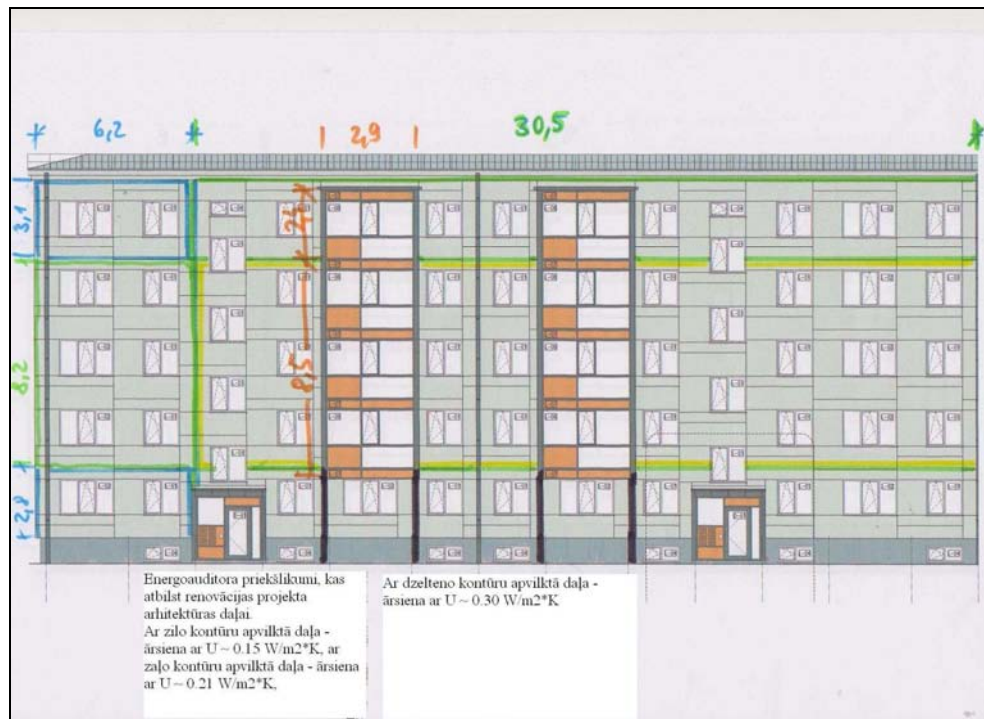 6,2
2,9
30,5
3,1
8,2
2,8
8,5
Energoauditora priekšlikumi, kas
atbilst renovācijas projekta
arhitektūras daļai.
Ar zilo kontūru apvilktā daļa -
ārsiena ar U ~ 0.15 W/m2*K, ar
zaļo kontūru apvilktā daļa - ārsiena
ar U ~ 0.21 W/m2*K,
Ar dzelteno kontūru apvilktā daļa -
ārsiena ar U ~ 0.30 W/m2*K